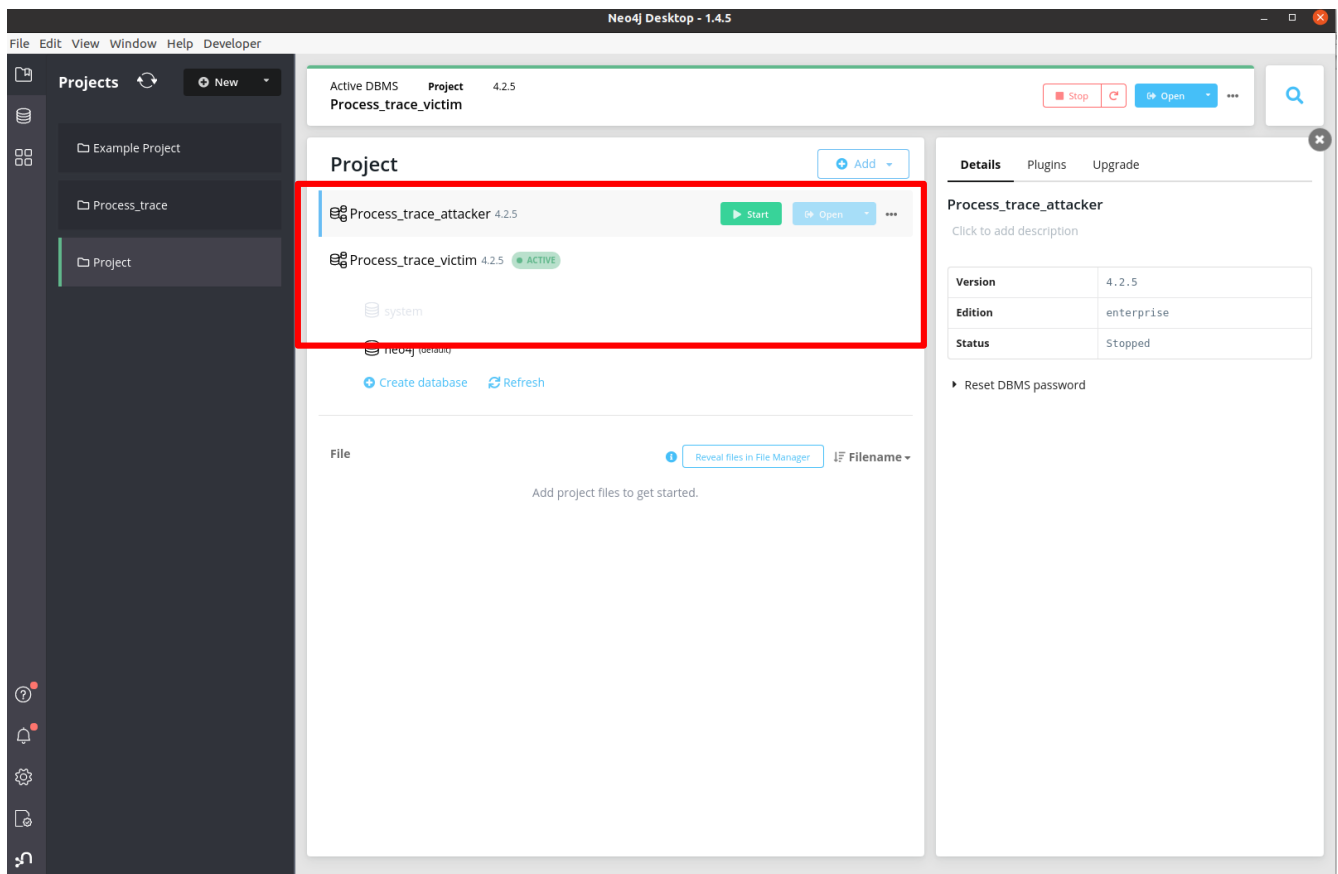 Neo4j Desktop - 1.4.5
File Edit View Window Help Developer
Projects New
Example Project
Process_trace
Project
Active DBMS Project 4.2.5
Process_trace_victim
Stop Open
Project Add
Process_trace_attacker 4.2.5 Start Open
Process_trace_victim 4.2.5 ACTIVE
system
neo4j (default)
Create database Refresh
File Reveal files in File Manager Filename
Add project files to get started.
Details Plugins Upgrade
Process_trace_attacker
Click to add description
Version 4.2.5
Edition enterprise
Status Stopped
Reset DBMS password